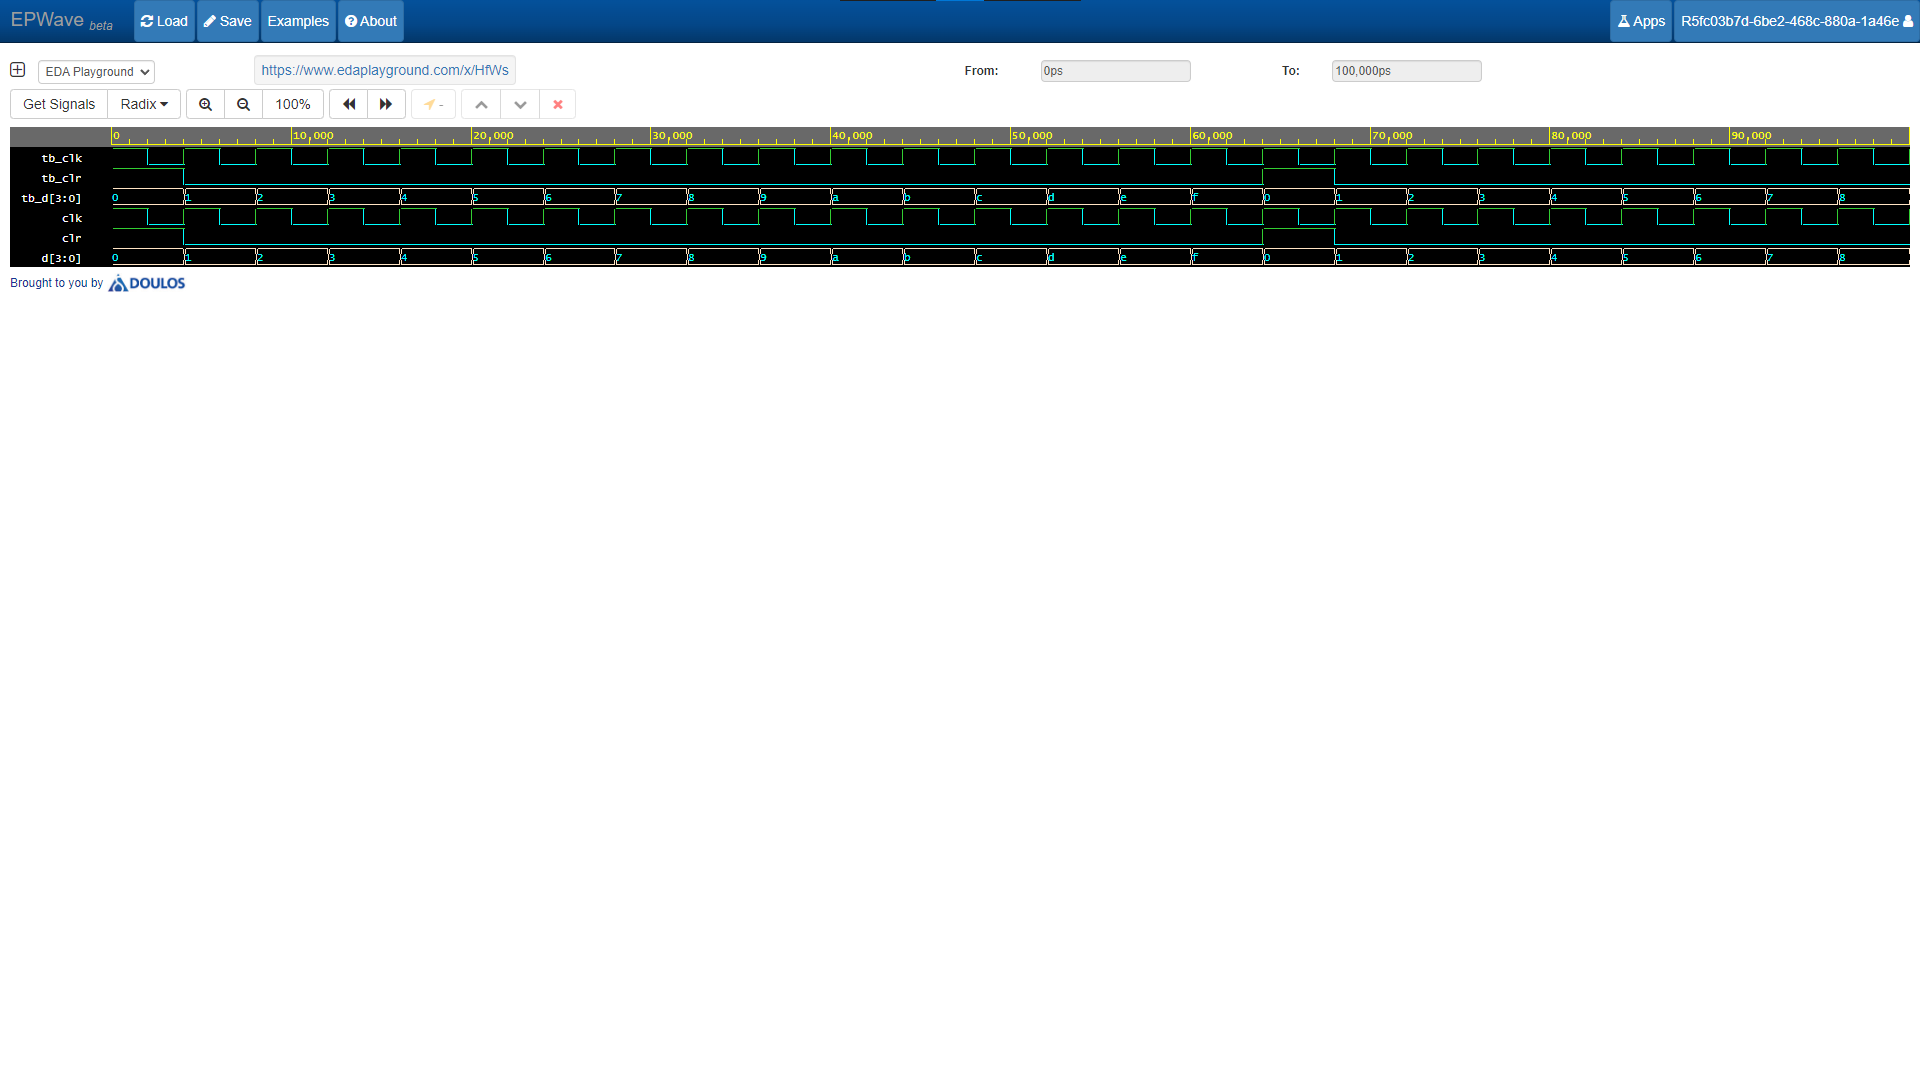 EPWave beta Load Save Examples About Apps R5fc03b7d-6be2-468c-880a-1a46e
EDA Playground https://www.edaplayground.com/x/HfWs From: 0ps To: 100,000ps
Get Signals Radix 100% -
0 10,000 20,000 30,000 40,000 50,000 60,000 70,000 80,000 90,000
tb_clk
tb_clr
tb_d[3:0] 0 1 2 3 4 5 6 7 8 9 a b c d e f 0 1 2 3 4 5 6 7 8
clk
clr
d[3:0] 0 1 2 3 4 5 6 7 8 9 a b c d e f 0 1 2 3 4 5 6 7 8
Brought to you by DOULOS